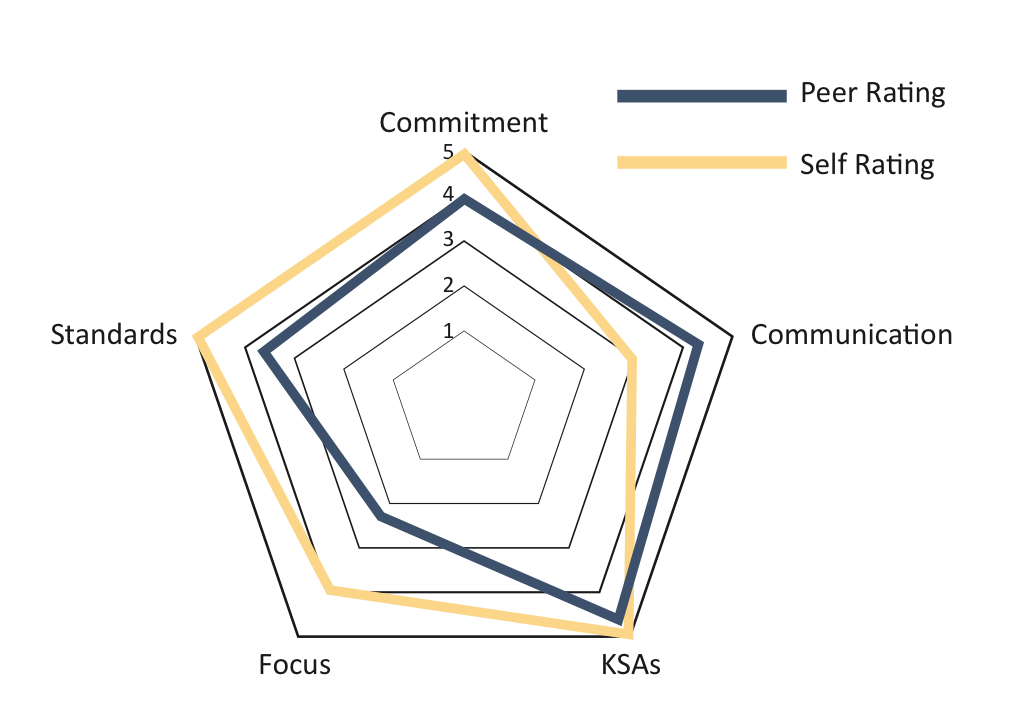 Peer Rating
Self Rating
Commitment
5
4
3
2
1
Standards
Communication
Focus
KSAs